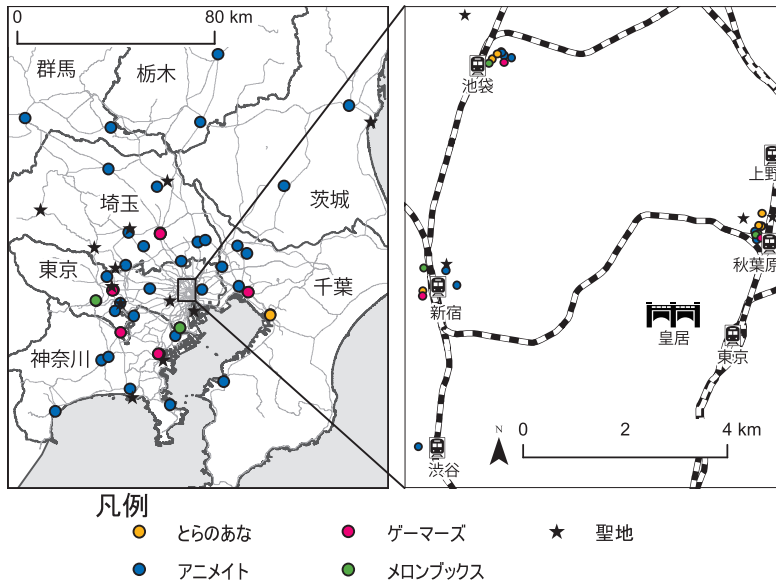 0 80 km
群馬
栃木
埼玉
茨城
東京
千葉
神奈川
池袋
上野
秋葉原
新宿
皇居
東京
渋谷
N
0 2 4 km
凡例
とらのあな ゲーマーズ 聖地
アニメイト メロンブックス